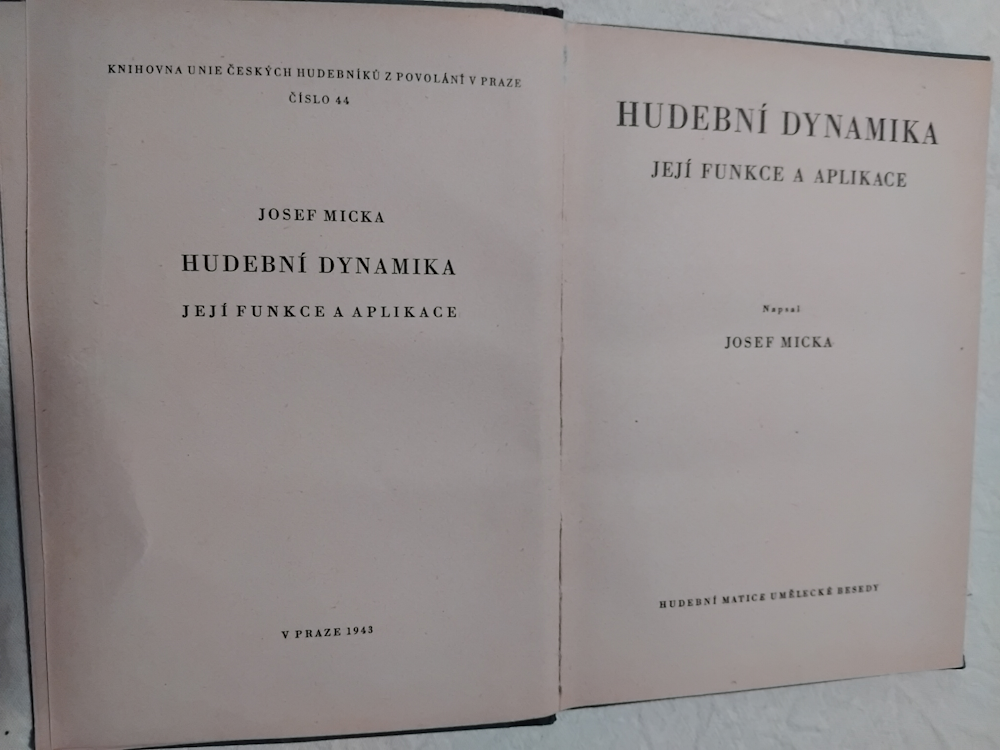 KNIHOVNA UNIE ČESKÝCH HUDEBNÍKŮ Z POVOLÁNÍ V PRAZE
ČÍSLO 44
JOSEF MICKA
HUDEBNÍ DYNAMIKA
JEJÍ FUNKCE A APLIKACE
V PRAZE 1943
HUDEBNÍ DYNAMIKA
JEJÍ FUNKCE A APLIKACE
Napsal
JOSEF MICKA
HUDEBNÍ MATICE UMĚLECKÉ BESEDY